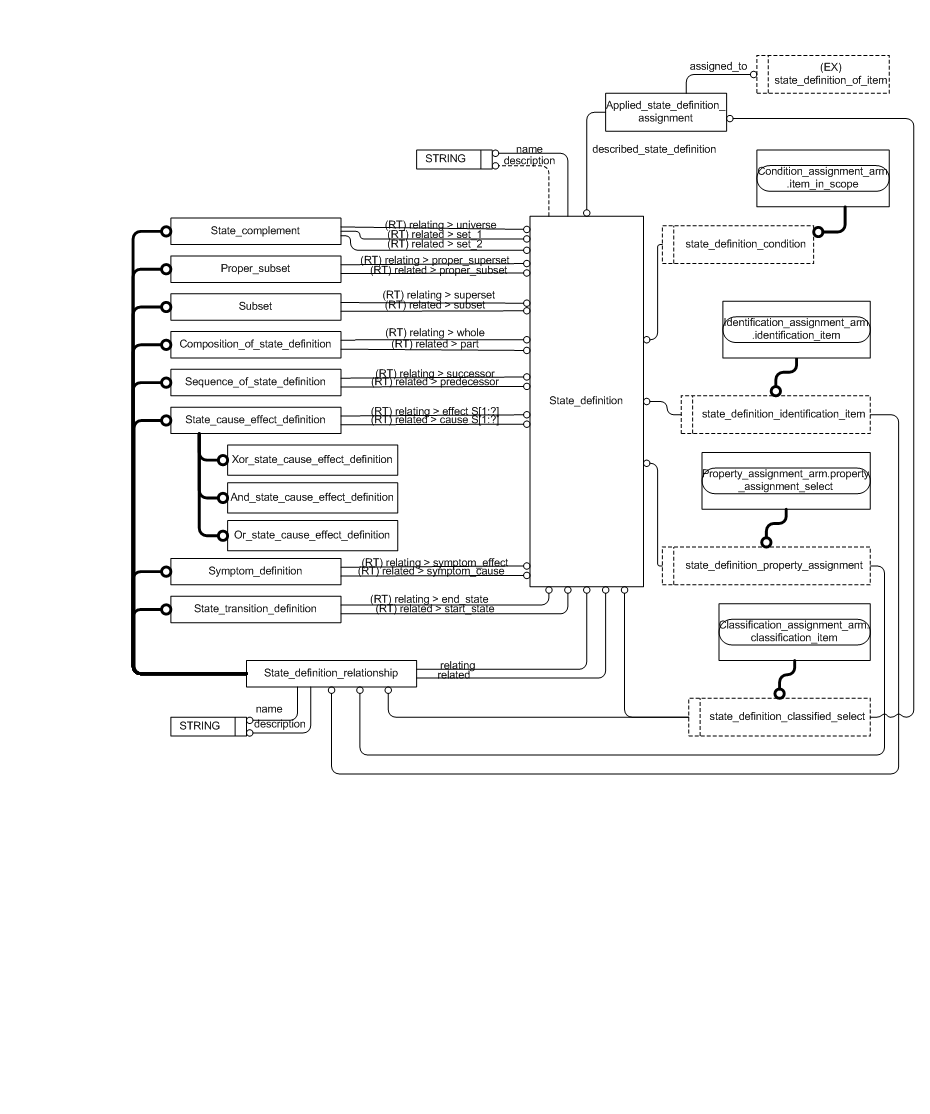 assigned_to
(EX)
state_definition_of_item
Applied_state_definition_
assignment
described_state_definition
STRING
name
description
Condition_assignment_arm
.item_in_scope
state_definition_condition
State_complement
(RT) relating > universe
(RT) related > set_1
(RT) related > set_2
Proper_subset
(RT) relating > proper_superset
(RT) related > proper_subset
Subset
(RT) relating > superset
(RT) related > subset
Identification_assignment_arm
.identification_item
Composition_of_state_definition
(RT) relating > whole
(RT) related > part
Sequence_of_state_definition
(RT) relating > successor
(RT) related > predecessor
State_definition
state_definition_identification_item
State_cause_effect_definition
(RT) relating > effect S[1:?]
(RT) related > cause S[1:?]
Xor_state_cause_effect_definition
And_state_cause_effect_definition
Or_state_cause_effect_definition
Property_assignment_arm.property
_assignment_select
state_definition_property_assignment
Symptom_definition
(RT) relating > symptom_effect
(RT) related > symptom_cause
State_transition_definition
(RT) relating > end_state
(RT) related > start_state
Classification_assignment_arm.
classification_item
State_definition_relationship
relating
related
state_definition_classified_select
STRING
name
description